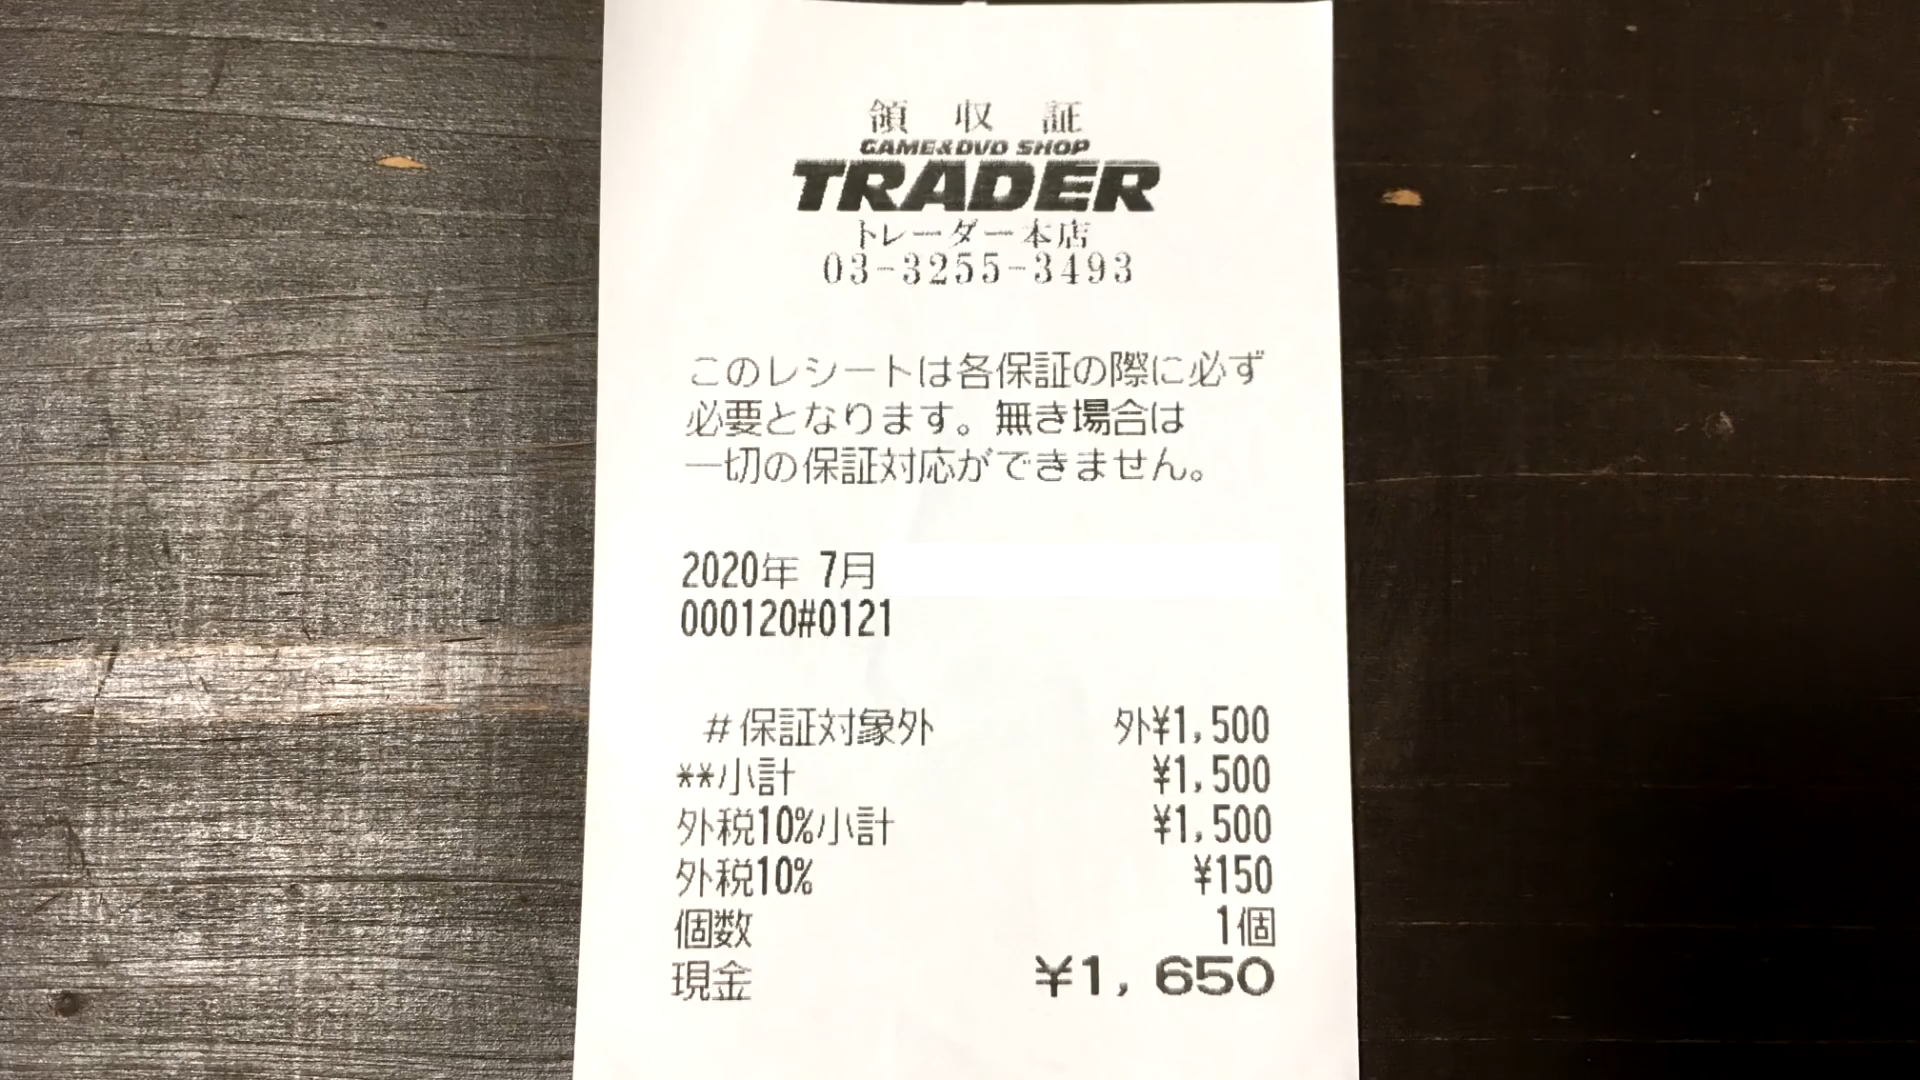 領 収 証
GAME&DVD SHOP
TRADER
トレーダー本店
03-3255-3493
このレシートは各保証の際に必ず
必要となります。無き場合は
一切の保証対応ができません。
2020年 7月
000120#0121
#保証対象外 外¥1,500
**小計 ¥1,500
外税10%小計 ¥1,500
外税10% ¥150
個数 1個
現金 ¥1,650